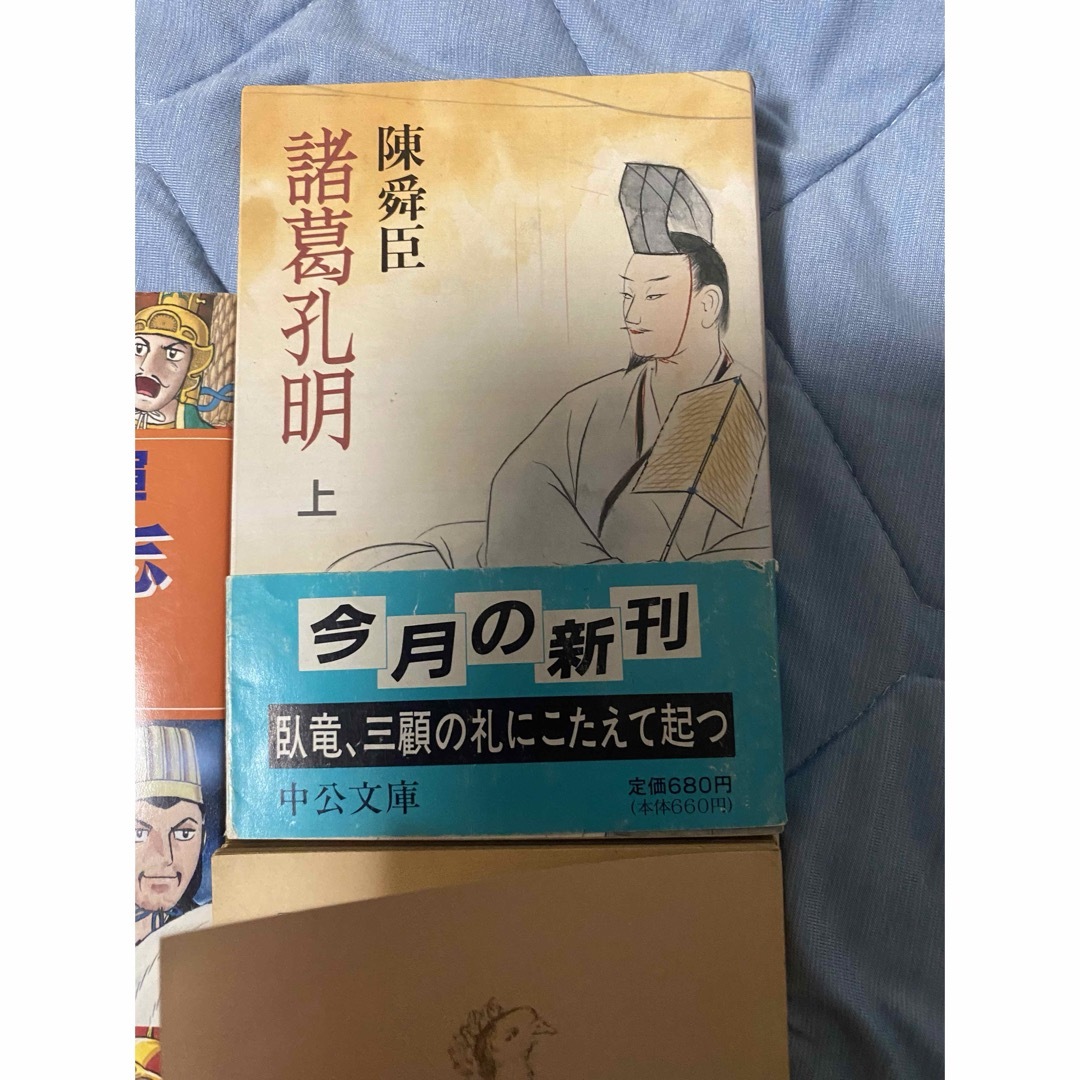 陳舜臣
諸葛孔明
上
今月の新刊
臥竜、三顧の礼にこたえて起つ
中公文庫
定価680円
(本体660円)
志